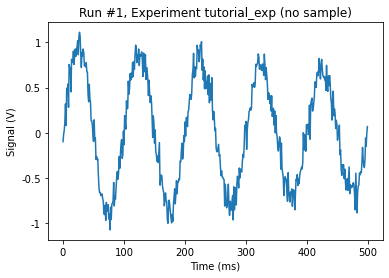 Run #1, Experiment tutorial_exp (no sample)
1
0.5
0
-0.5
-1
Signal (V)
0 100 200 300 400 500
Time (ms)